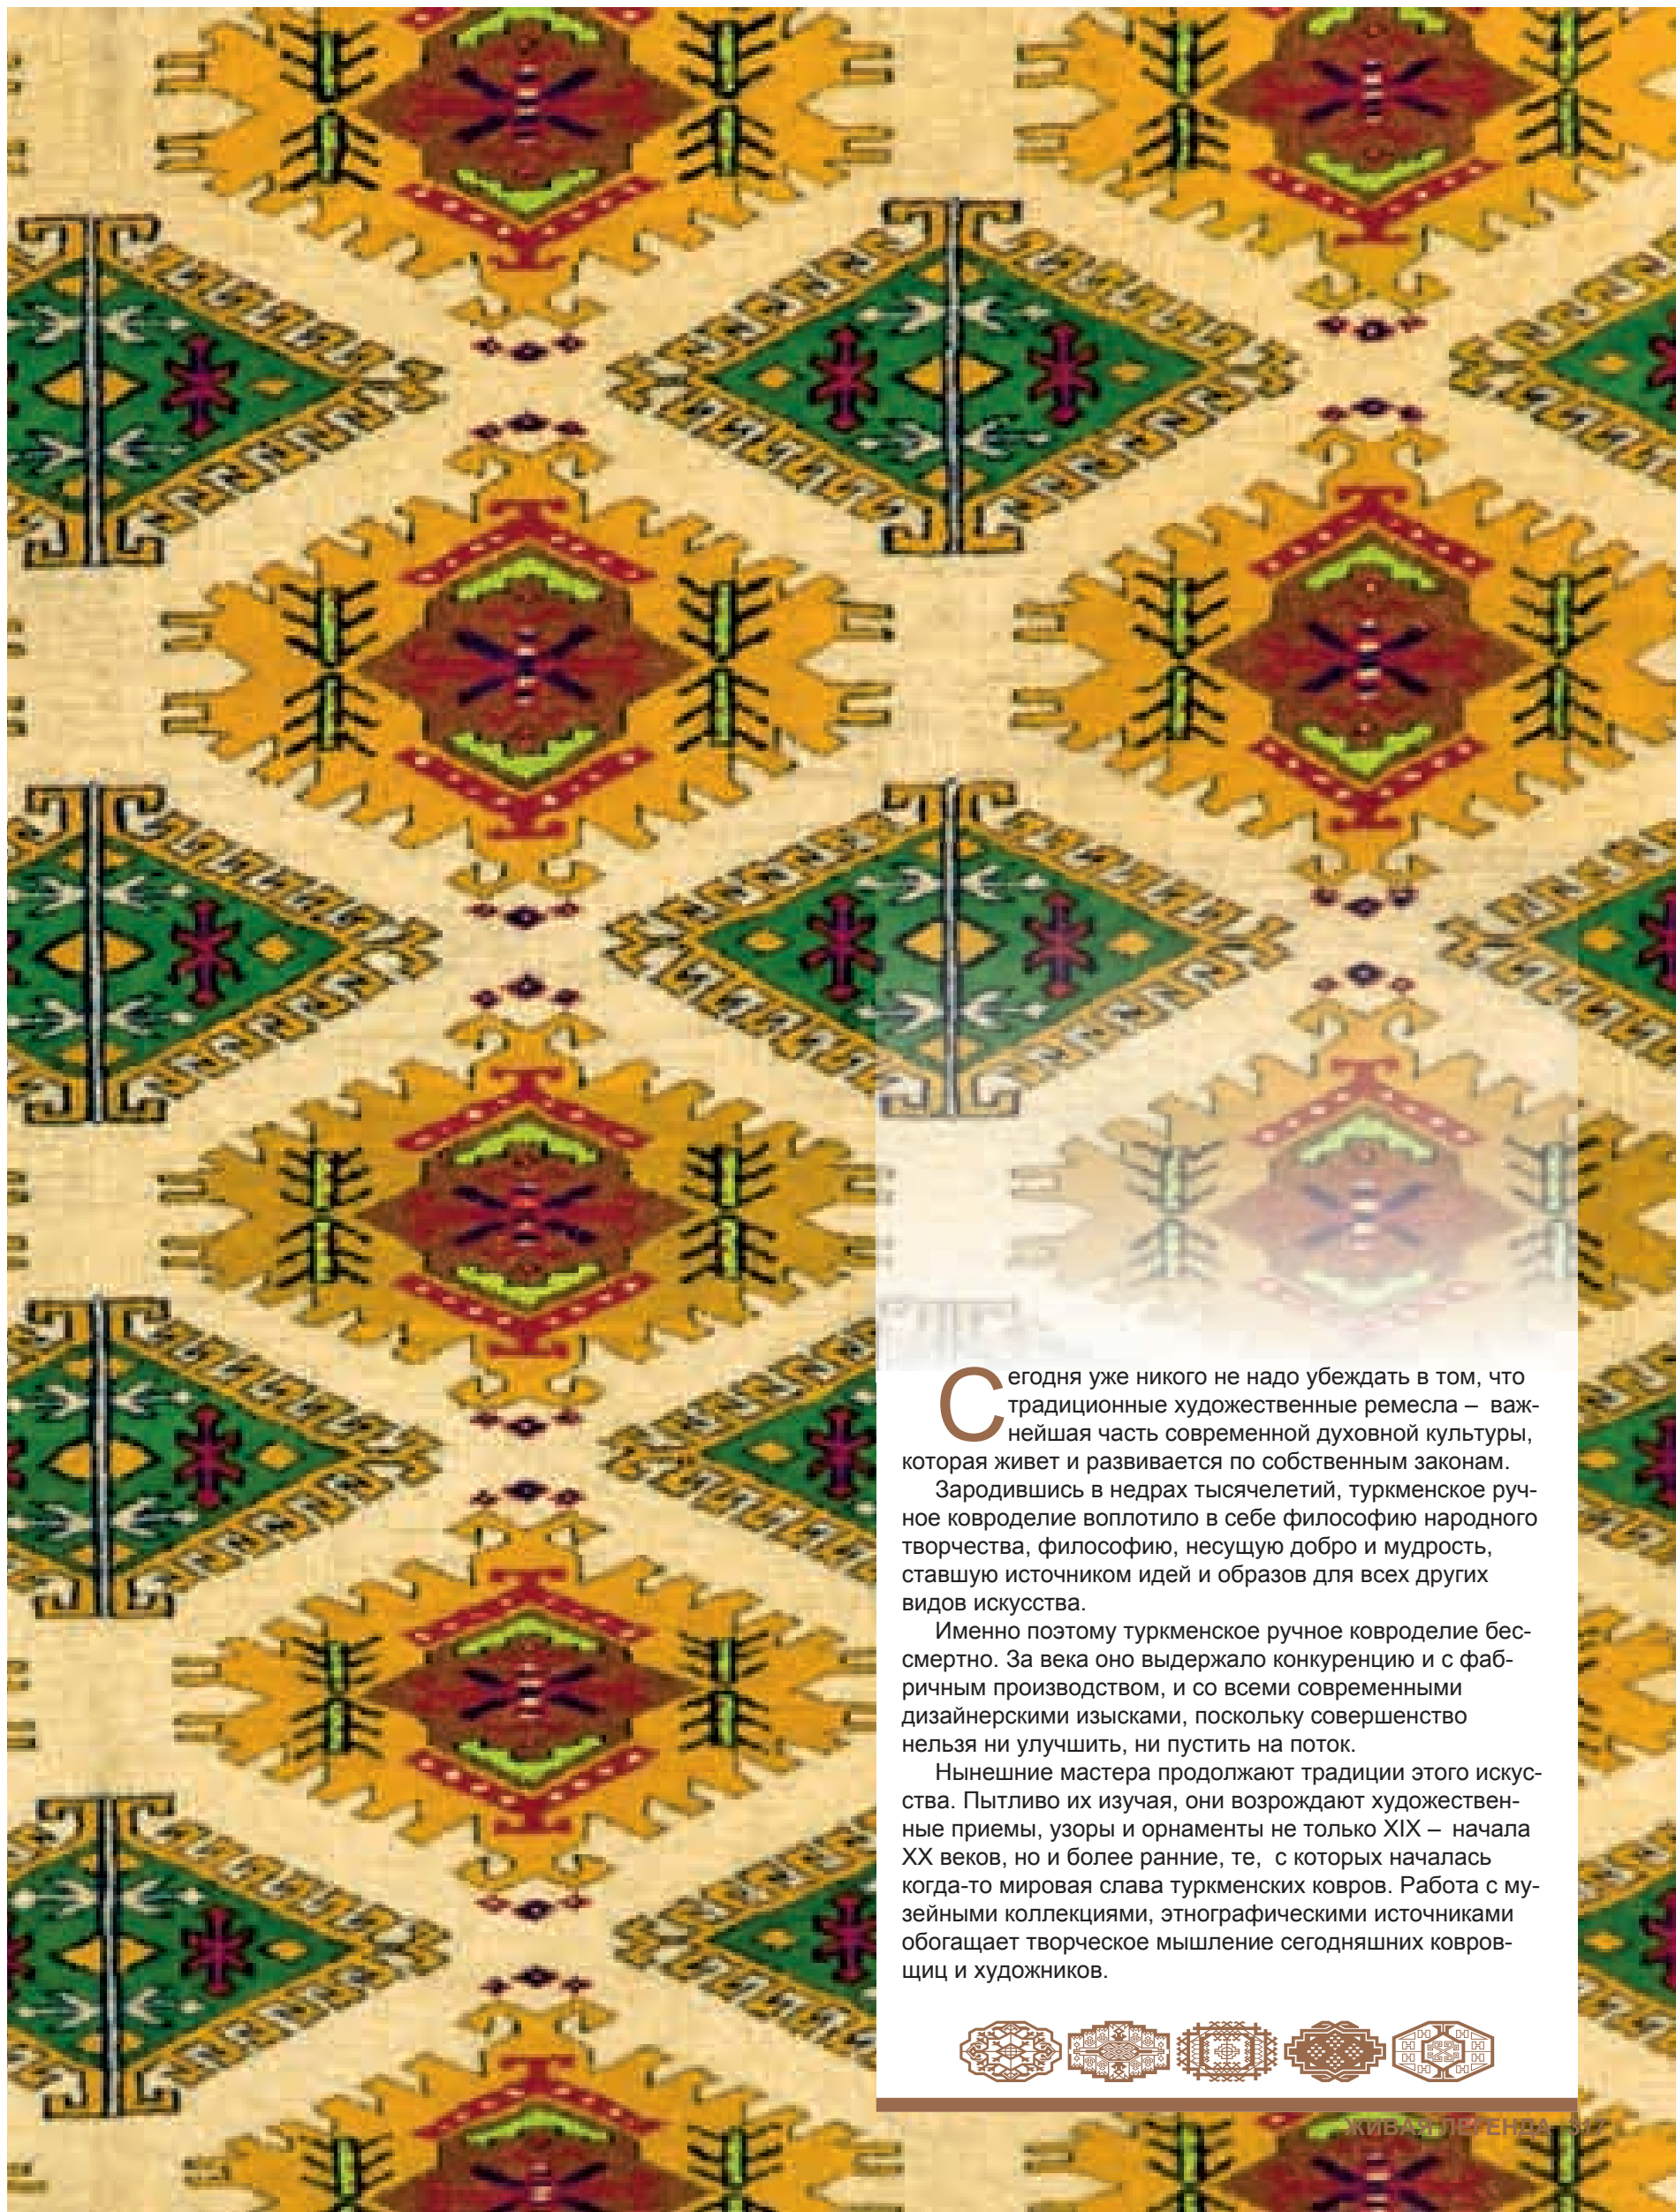 Сегодня уже никого не надо убеждать в том, что
традиционные художественные ремесла – важ-
нейшая часть современной духовной культуры,
которая живет и развивается по собственным законам.
Зародившись в недрах тысячелетий, туркменское руч-
ное ковроделие воплотило в себе философию народного
творчества, философию, несущую добро и мудрость,
ставшую источником идей и образов для всех других
видов искусства.
Именно поэтому туркменское ручное ковроделие бес-
смертно. За века оно выдержало конкуренцию и с фаб-
ричным производством, и со всеми современными
дизайнерскими изысками, поскольку совершенство
нельзя ни улучшить, ни пустить на поток.
Нынешние мастера продолжают традиции этого искус-
ства. Пытливо их изучая, они возрождают художествен-
ные приемы, узоры и орнаменты не только XIX – начала
XX веков, но и более ранние, те, с которых началась
когда-то мировая слава туркменских ковров. Работа с му-
зейными коллекциями, этнографическими источниками
обогащает творческое мышление сегодняшних ковров-
щиц и художников.
ЖИВАЯ ЛЕГЕНДА 317